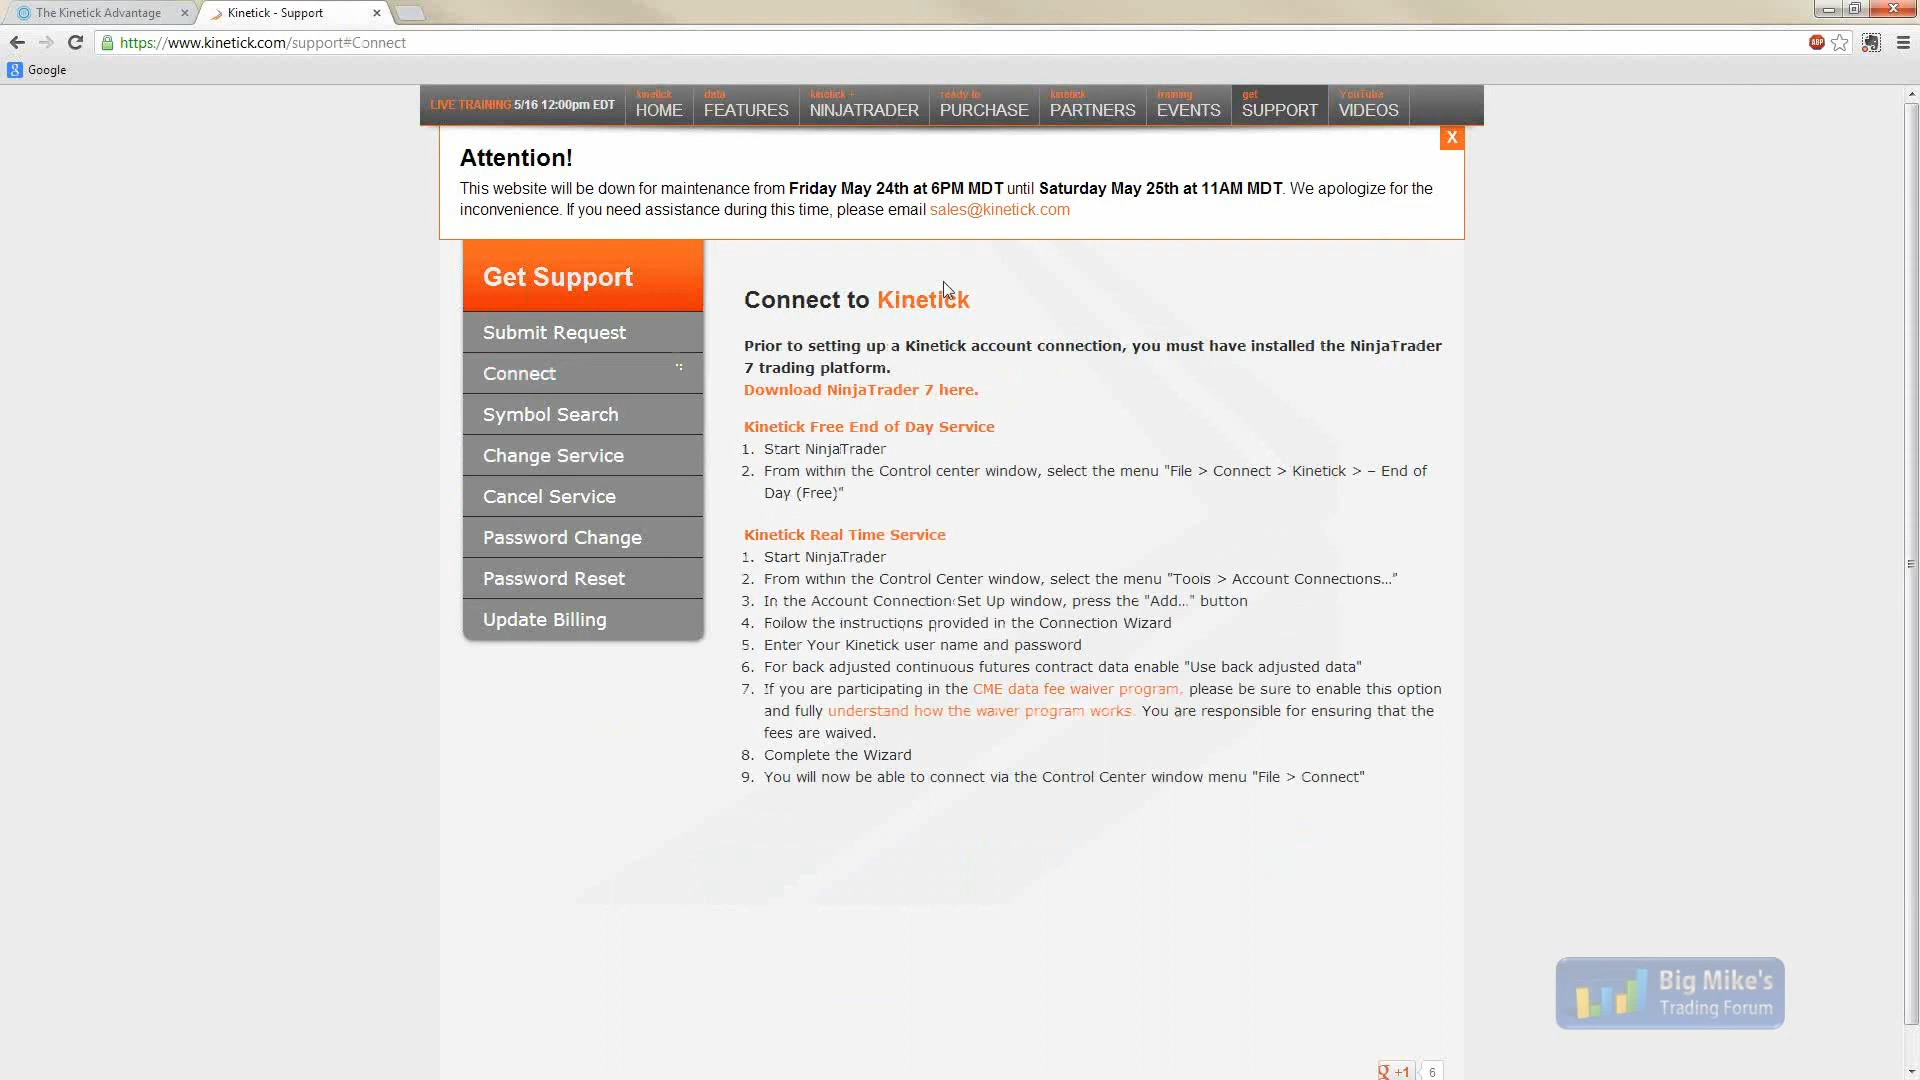 The Kinetick Advantage
Kinetick - Support
https://www.kinetick.com/support#Connect
Google
LIVE TRAINING 5/16 12:00pm EDT
kinetick HOME
data FEATURES
kinetick + NINJATRADER
ready to PURCHASE
kinetick PARTNERS
training EVENTS
get SUPPORT
YouTube VIDEOS
X
Attention!
This website will be down for maintenance from Friday May 24th at 6PM MDT until Saturday May 25th at 11AM MDT. We apologize for the
inconvenience. If you need assistance during this time, please email sales@kinetick.com
Get Support
Submit Request
Connect
Symbol Search
Change Service
Cancel Service
Password Change
Password Reset
Update Billing
Connect to Kinetick
Prior to setting up a Kinetick account connection, you must have installed the NinjaTrader
7 trading platform.
Download NinjaTrader 7 here.
Kinetick Free End of Day Service
1. Start NinjaTrader
2. From within the Control center window, select the menu "File > Connect > Kinetick > – End of
Day (Free)"
Kinetick Real Time Service
1. Start NinjaTrader
2. From within the Control Center window, select the menu "Tools > Account Connections..."
3. In the Account Connection Set Up window, press the "Add..." button
4. Follow the instructions provided in the Connection Wizard
5. Enter Your Kinetick user name and password
6. For back adjusted continuous futures contract data enable "Use back adjusted data"
7. If you are participating in the CME data fee waiver program, please be sure to enable this option
and fully understand how the waiver program works. You are responsible for ensuring that the
fees are waived.
8. Complete the Wizard
9. You will now be able to connect via the Control Center window menu "File > Connect"
Big Mike's
Trading Forum
+1 6